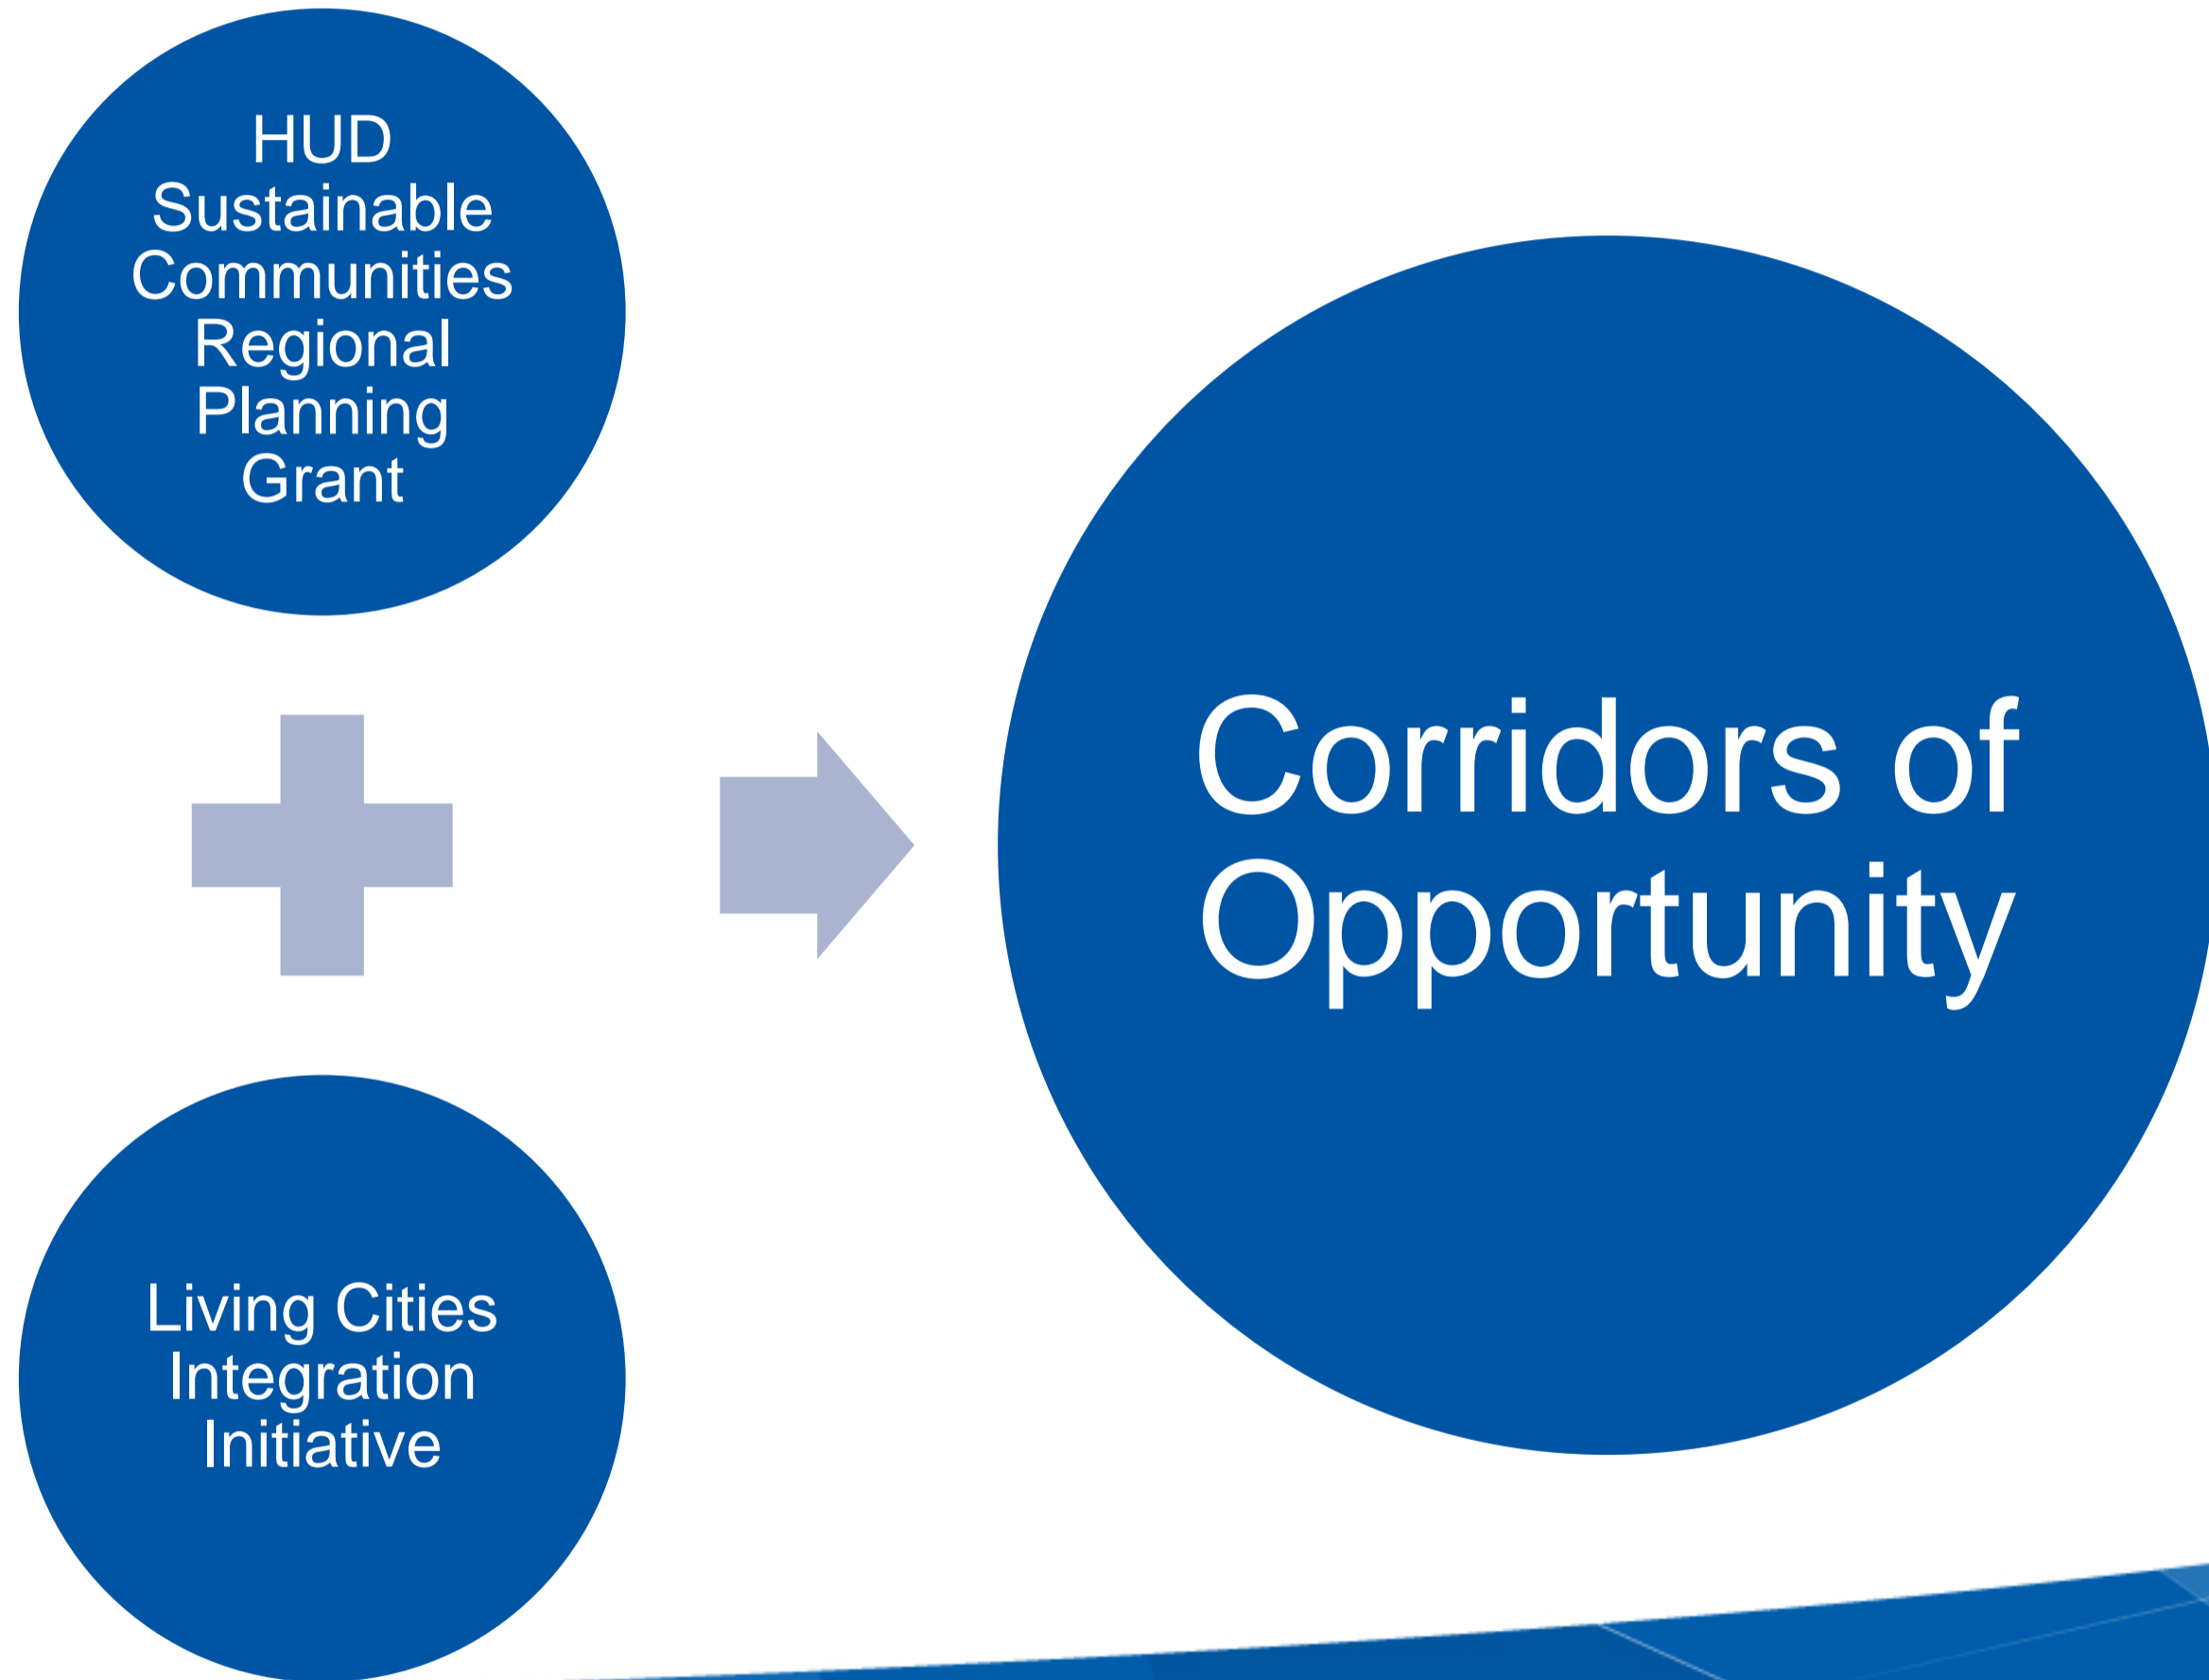 HUD
Sustainable
Communities
Regional
Planning
Grant
Living Cities
Integration
Initiative
Corridors of
Opportunity